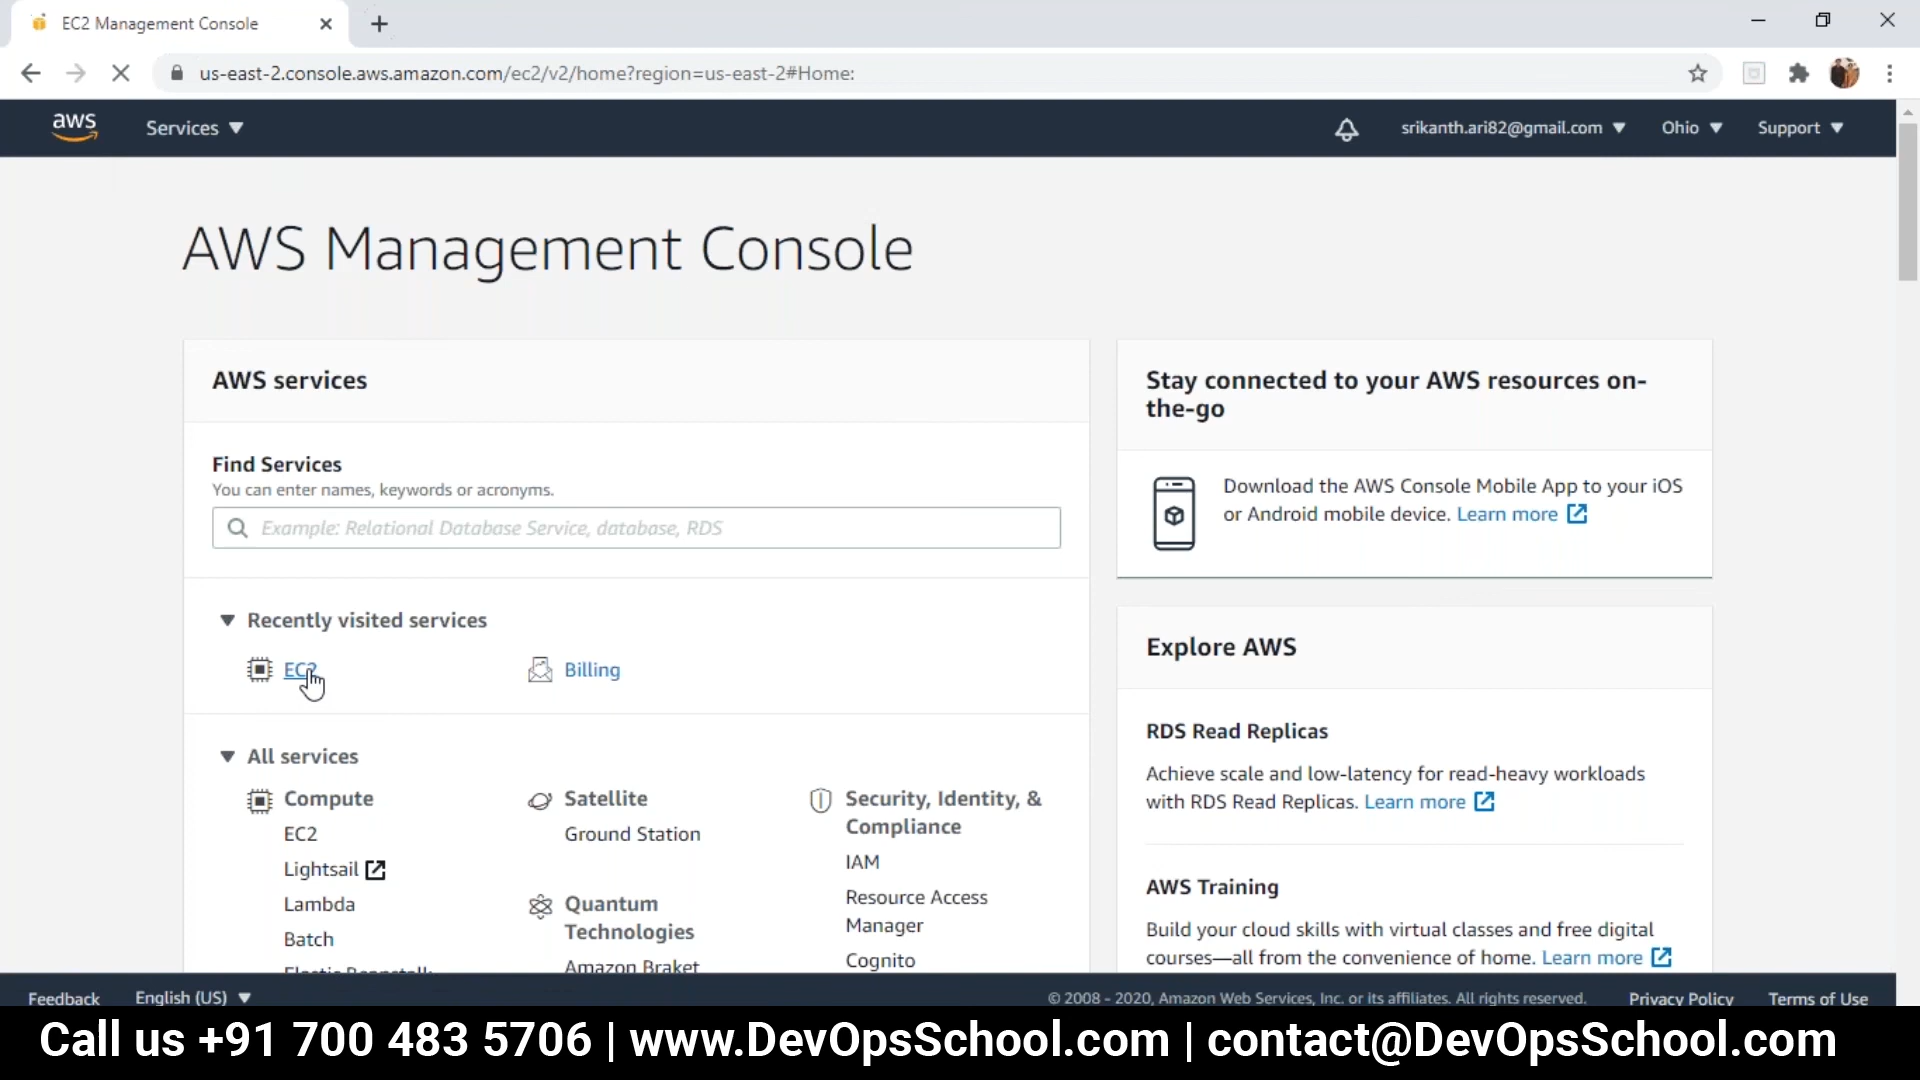 EC2 Management Console
us-east-2.console.aws.amazon.com/ec2/v2/home?region=us-east-2#Home:
aws
Services
srikanth.ari82@gmail.com
Ohio
Support
AWS Management Console
AWS services
Find Services
You can enter names, keywords or acronyms.
Example: Relational Database Service, database, RDS
Recently visited services
EC2
Billing
All services
Compute
EC2
Lightsail
Lambda
Batch
Elastic Beanstalk
Satellite
Ground Station
Quantum
Technologies
Amazon Braket
Security, Identity, &
Compliance
IAM
Resource Access
Manager
Cognito
Stay connected to your AWS resources on-
the-go
Download the AWS Console Mobile App to your iOS
or Android mobile device. Learn more
Explore AWS
RDS Read Replicas
Achieve scale and low-latency for read-heavy workloads
with RDS Read Replicas. Learn more
AWS Training
Build your cloud skills with virtual classes and free digital
courses—all from the convenience of home. Learn more
Feedback
English (US)
© 2008 - 2020, Amazon Web Services, Inc. or its affiliates. All rights reserved.
Privacy Policy
Terms of Use
Call us +91 700 483 5706 | www.DevOpsSchool.com | contact@DevOpsSchool.com